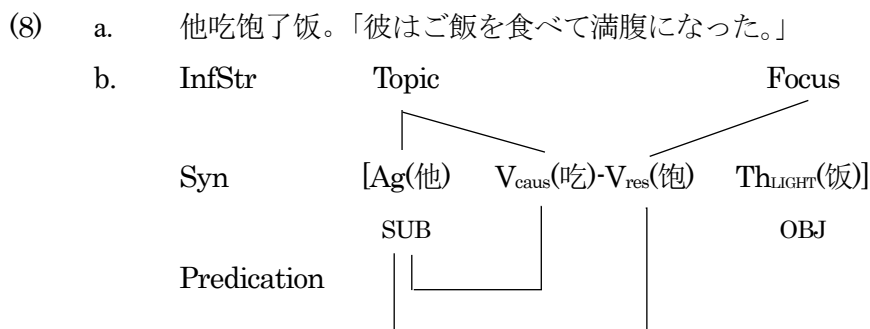 (8) a. 他吃饱了饭。「彼はご飯を食べて満腹になった。」
b. InfStr Topic Focus
Syn [Ag(他) Vcaus(吃)-Vres(饱) ThLIGHT(饭)]
SUB OBJ
Predication